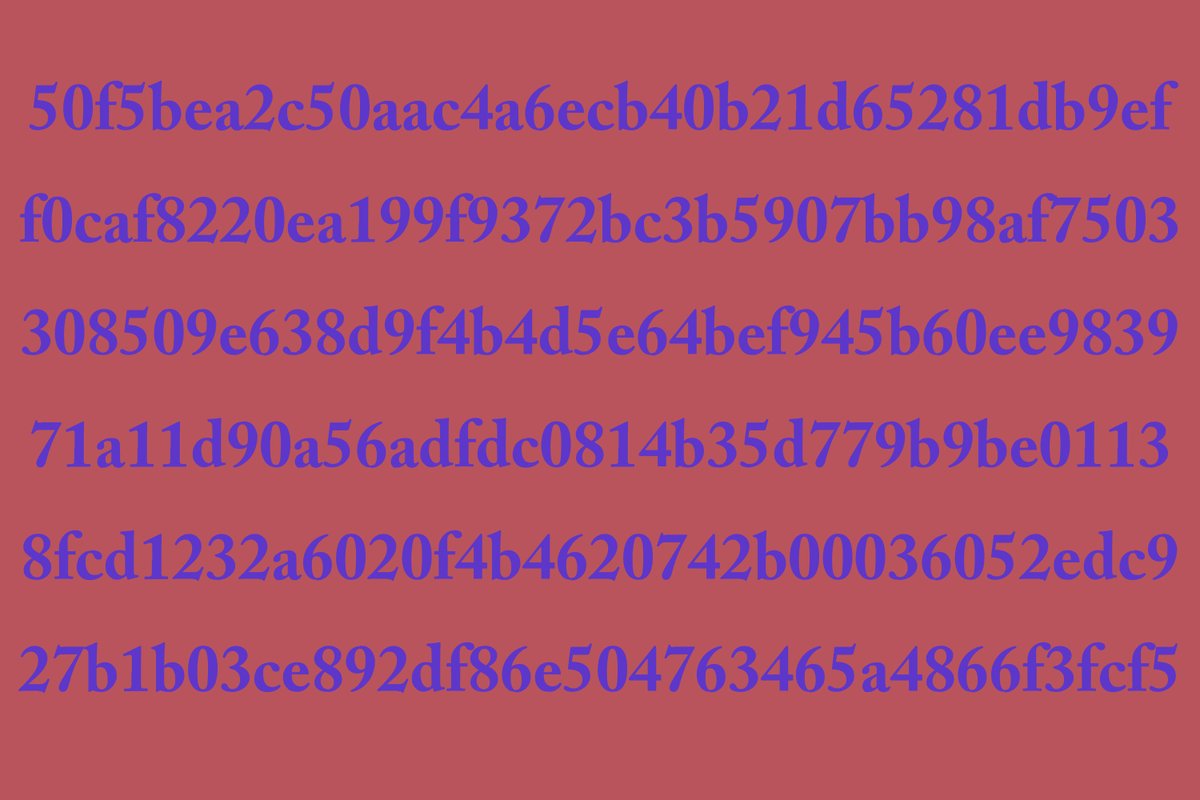 50f5bea2c50aac4a6ecb40b21d65281db9ef
f0caf8220ea199f9372bc3b5907bb98af7503
308509e638d9f4b4d5e64bef945b60ee9839
71a11d90a56adfdc0814b35d779b9be0113
8fcd1232a6020f4b4620742b00036052edc9
27b1b03ce892df86e504763465a4866f3fcf5